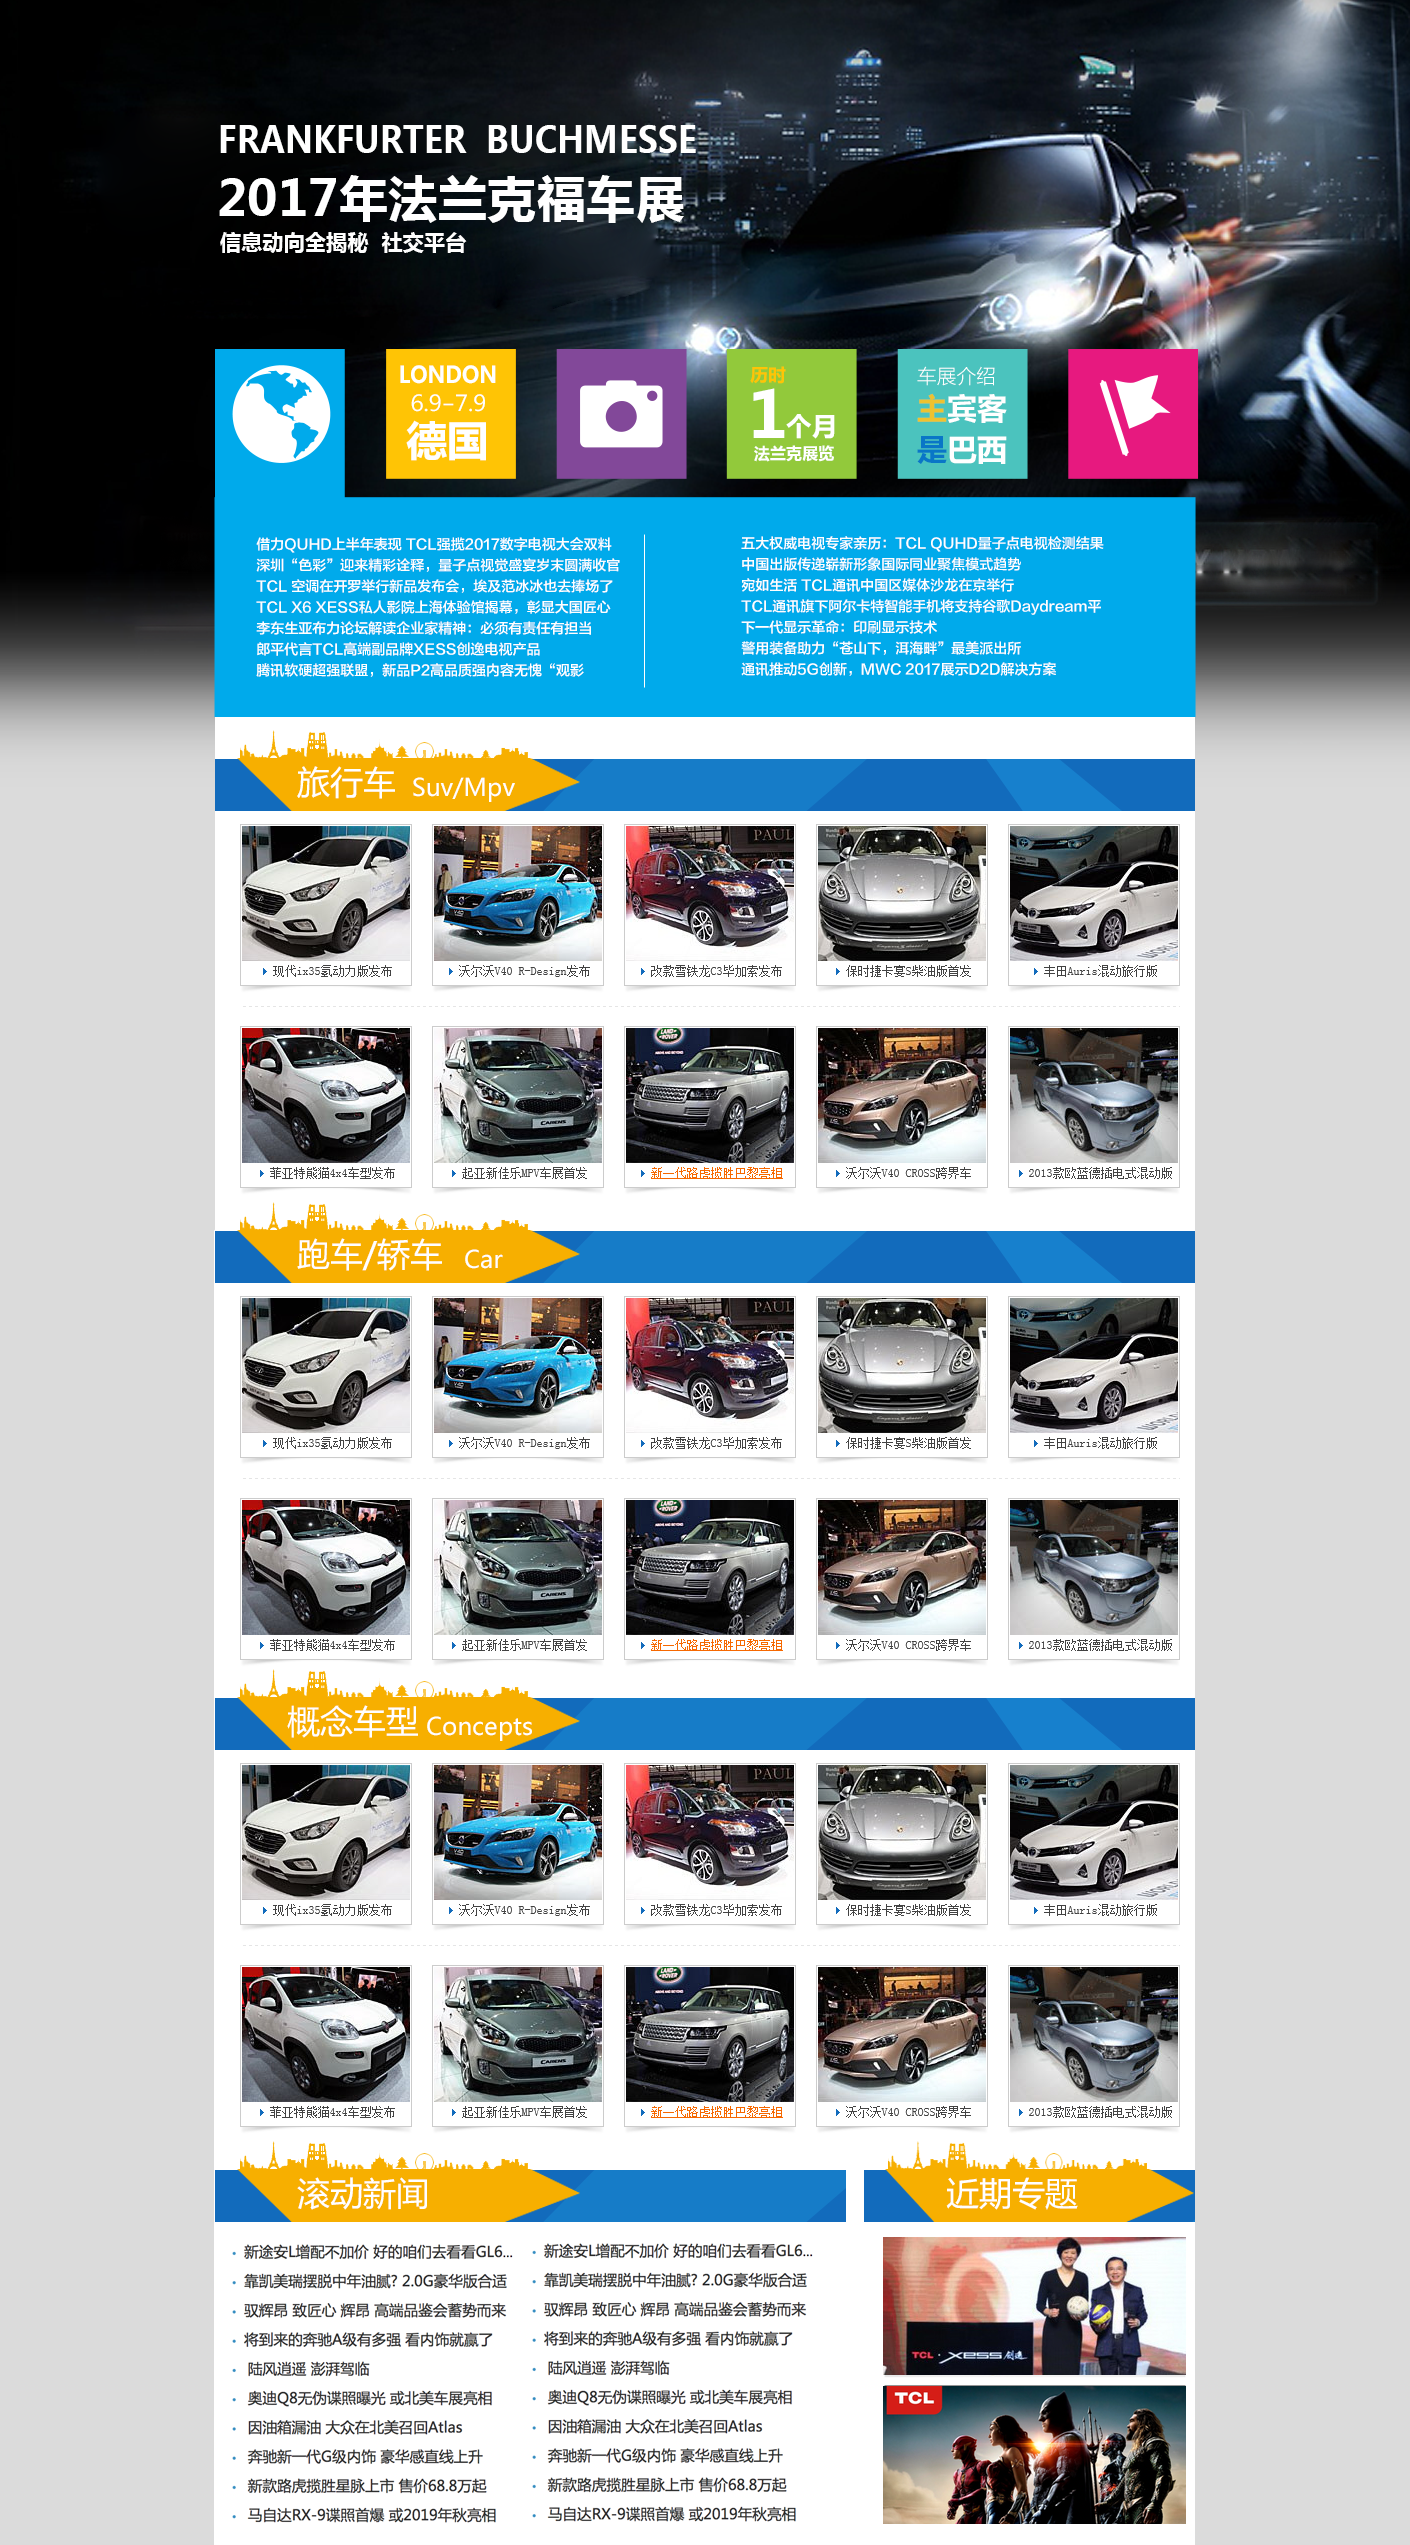 FRANKFURTER BUCHMESSE
2017年法兰克福车展
信息动向全揭秘 社交平台
LONDON
6.9-7.9
德国
历时
1个月
法兰克展览
车展介绍
主宾客
是巴西
借力QUHD上半年表现 TCL强揽2017数字电视大会双料
深圳“色彩”迎来精彩诠释，量子点视觉盛宴岁末圆满收官
TCL 空调在开罗举行新品发布会，埃及范冰冰也去捧场了
TCL X6 XESS私人影院上海体验馆揭幕，彰显大国匠心
李东生亚布力论坛解读企业家精神：必须有责任有担当
郎平代言TCL高端副品牌XESS创逸电视产品
腾讯软硬超强联盟，新品P2高品质强内容无愧“观影
五大权威电视专家亲历：TCL QUHD量子点电视检测结果
中国出版传递崭新形象国际同业聚焦模式趋势
宛如生活 TCL通讯中国区媒体沙龙在京举行
TCL通讯旗下阿尔卡特智能手机将支持谷歌Daydream平
下一代显示革命：印刷显示技术
警用装备助力“苍山下，洱海畔”最美派出所
通讯推动5G创新，MWC 2017展示D2D解决方案
旅行车 Suv/Mpv
现代ix35氢动力版发布
沃尔沃V40 R-Design发布
改款雪铁龙C3毕加索发布
保时捷卡宴S柴油版首发
丰田Auris混动旅行版
菲亚特熊猫4x4车型发布
起亚新佳乐MPV车展首发
新一代路虎揽胜巴黎亮相
沃尔沃V40 CROSS跨界车
2013款欧蓝德插电式混动版
跑车/轿车 Car
现代ix35氢动力版发布
沃尔沃V40 R-Design发布
改款雪铁龙C3毕加索发布
保时捷卡宴S柴油版首发
丰田Auris混动旅行版
菲亚特熊猫4x4车型发布
起亚新佳乐MPV车展首发
新一代路虎揽胜巴黎亮相
沃尔沃V40 CROSS跨界车
2013款欧蓝德插电式混动版
概念车型 Concepts
现代ix35氢动力版发布
沃尔沃V40 R-Design发布
改款雪铁龙C3毕加索发布
保时捷卡宴S柴油版首发
丰田Auris混动旅行版
菲亚特熊猫4x4车型发布
起亚新佳乐MPV车展首发
新一代路虎揽胜巴黎亮相
沃尔沃V40 CROSS跨界车
2013款欧蓝德插电式混动版
滚动新闻
新途安L增配不加价 好的咱们去看看GL6...
靠凯美瑞摆脱中年油腻? 2.0G豪华版合适
驭辉昂 致匠心 辉昂 高端品鉴会蓄势而来
将到来的奔驰A级有多强 看内饰就赢了
陆风逍遥 澎湃驾临
奥迪Q8无伪谍照曝光 或北美车展亮相
因油箱漏油 大众在北美召回Atlas
奔驰新一代G级内饰 豪华感直线上升
新款路虎揽胜星脉上市 售价68.8万起
马自达RX-9谍照首爆 或2019年秋亮相
新途安L增配不加价 好的咱们去看看GL6...
靠凯美瑞摆脱中年油腻? 2.0G豪华版合适
驭辉昂 致匠心 辉昂 高端品鉴会蓄势而来
将到来的奔驰A级有多强 看内饰就赢了
陆风逍遥 澎湃驾临
奥迪Q8无伪谍照曝光 或北美车展亮相
因油箱漏油 大众在北美召回Atlas
奔驰新一代G级内饰 豪华感直线上升
新款路虎揽胜星脉上市 售价68.8万起
马自达RX-9谍照首爆 或2019年秋亮相
近期专题
TCL · XESS 创逸
TCL